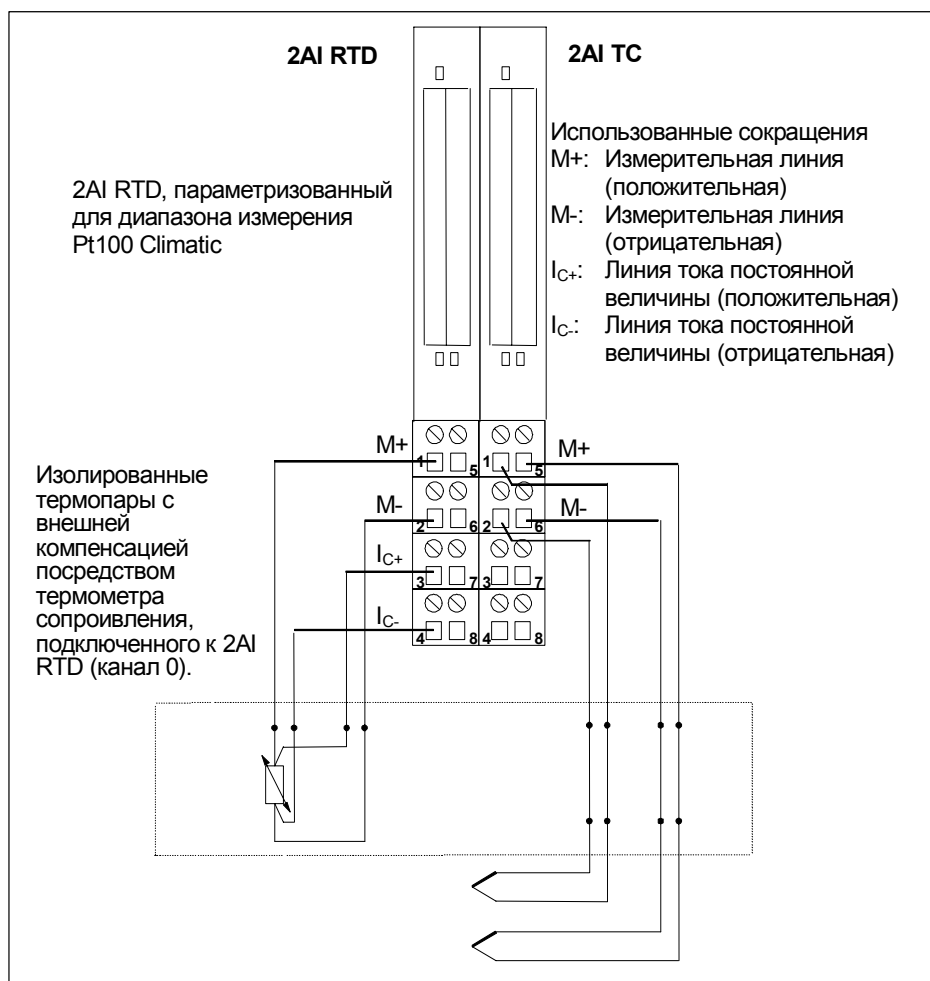 2AI RTD
2AI TC
2AI RTD, параметризованный
для диапазона измерения
Pt100 Climatic
Использованные сокращения
M+: Измерительная линия
(положительная)
M-: Измерительная линия
(отрицательная)
IC+: Линия тока постоянной
величины (положительная)
IC-: Линия тока постоянной
величины (отрицательная)
Изолированные
термопары с
внешней
компенсацией
посредством
термометра
сопроивления,
подключенного к 2AI
RTD (канал 0).
M+
M-
IC+
IC-
1 5 1 5
2 6 2 6
3 7 3 7
4 8 4 8
M+
M-